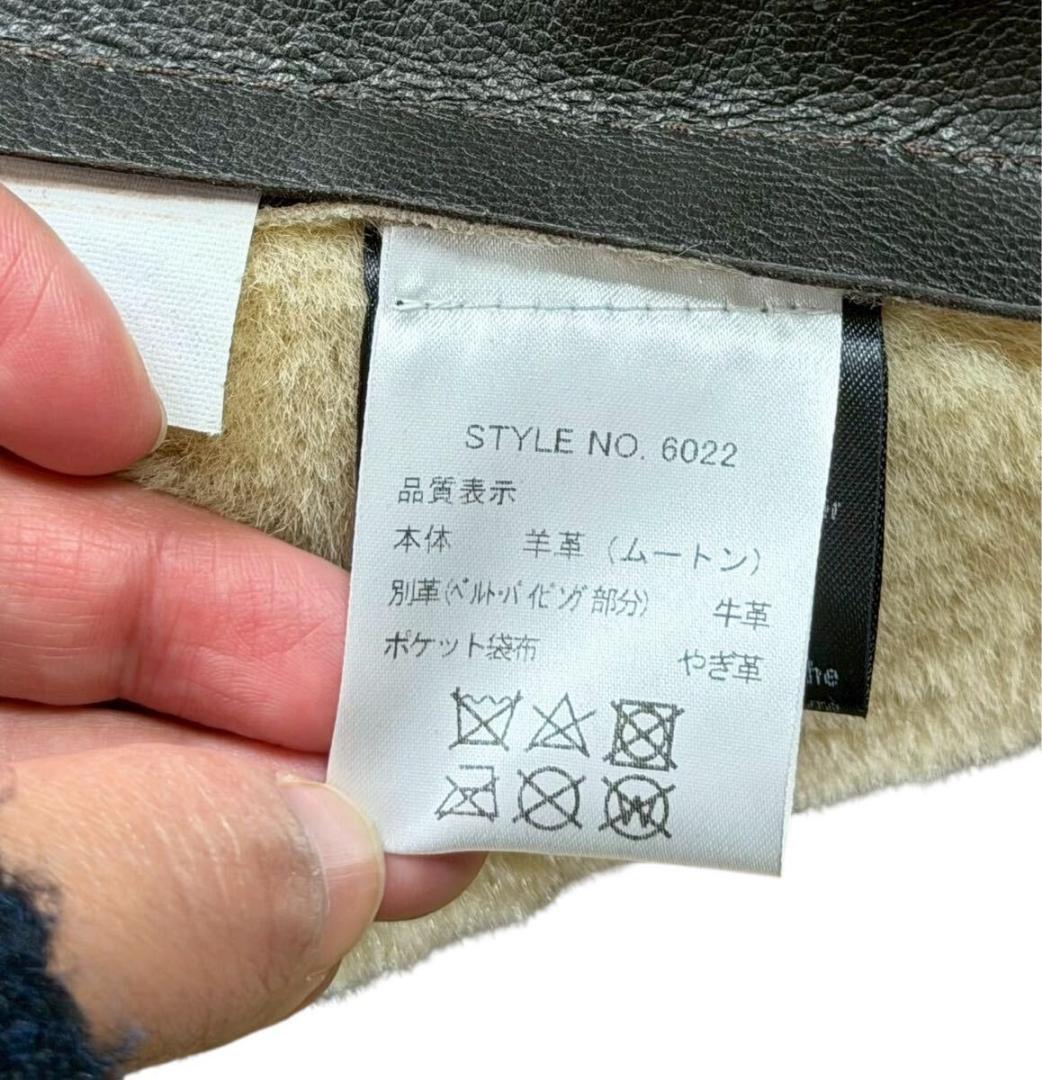 STYLE NO. 6022
品質表示
本体 羊革 (ムートン)
別革(ベルト・パイピング部分) 牛革
ポケット袋布 やぎ革